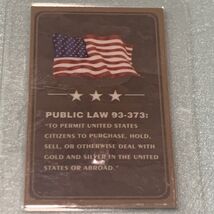 PUBLIC LAW 93-373:
"TO PERMIT UNITED STATES
CITIZENS TO PURCHASE, HOLD,
SELL, OR OTHERWISE DEAL WITH
GOLD AND SILVER IN THE UNITED
STATES OR ABROAD."